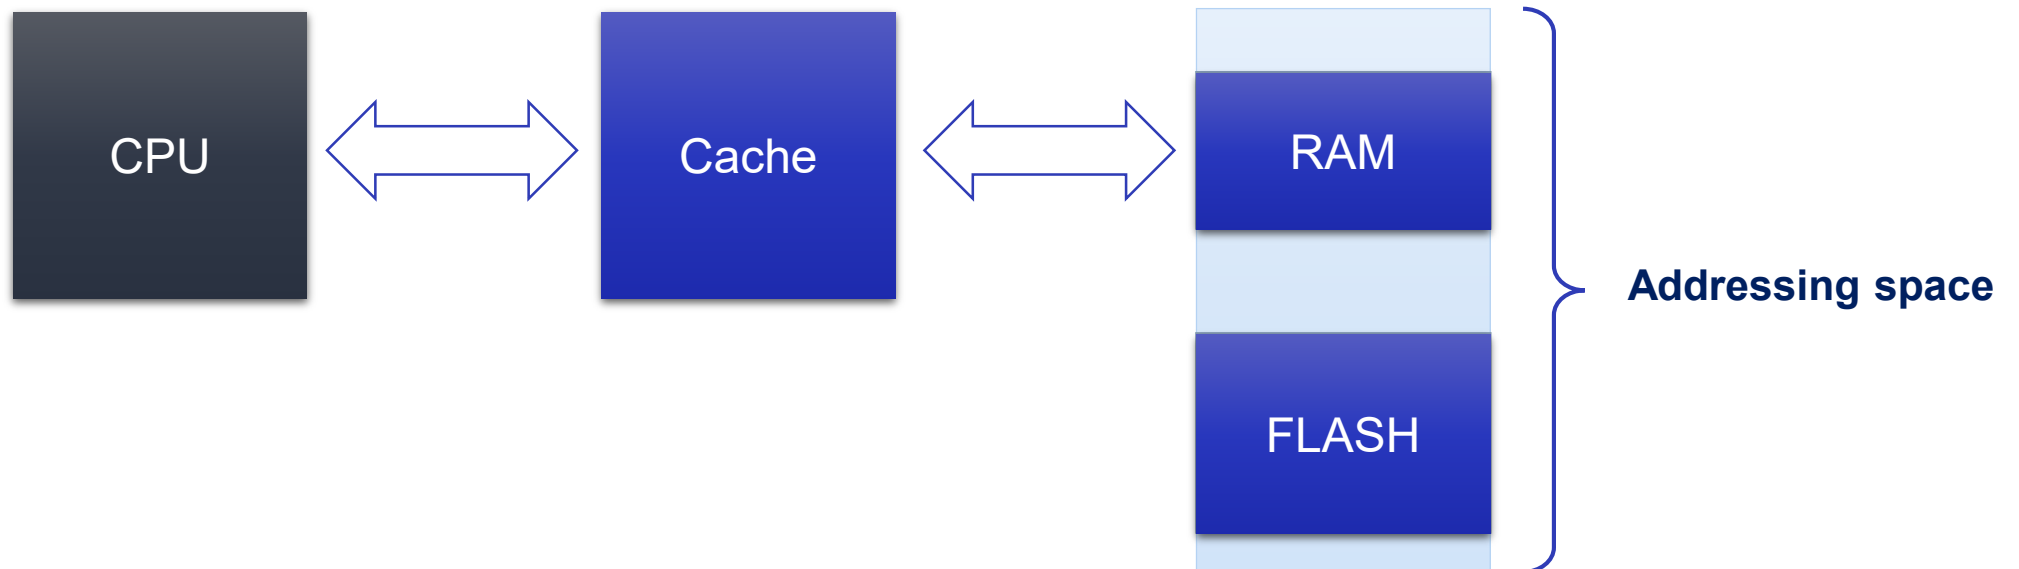 CPU
Cache
RAM
FLASH
Addressing space